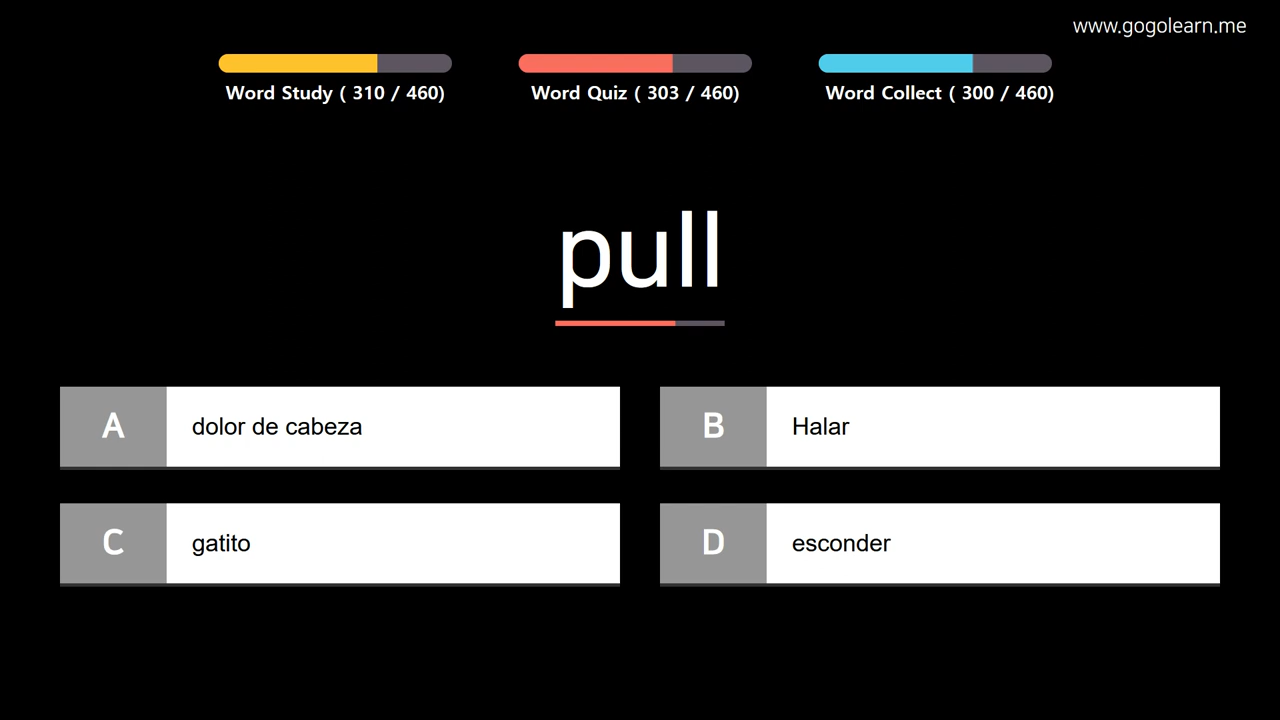 www.gogolearn.me
Word Study ( 310 / 460)
Word Quiz ( 303 / 460)
Word Collect ( 300 / 460)
pull
A dolor de cabeza
B Halar
C gatito
D esconder